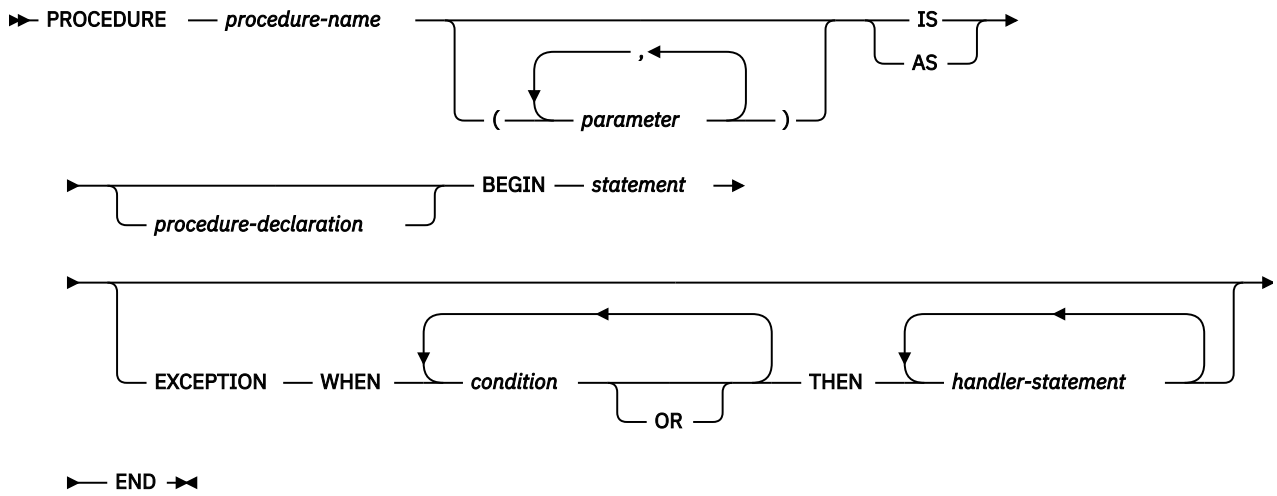 PROCEDURE procedure-name IS
,
AS
( parameter )
BEGIN statement
procedure-declaration
EXCEPTION WHEN condition THEN handler-statement
OR
END